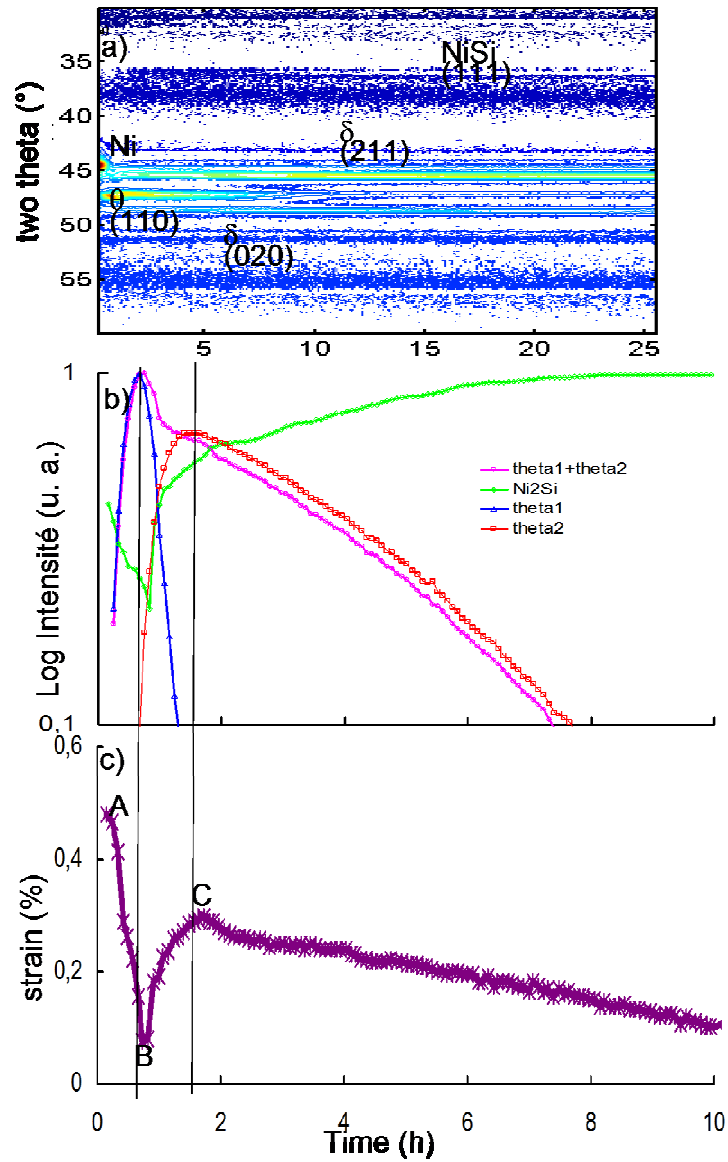 a)
NiSi
(111)
δ
(211)
Ni
θ
(110)
δ
(020)
two theta (°)
35
40
45
50
55
5
10
15
20
25
b)
1
0,1
Log Intensité (u. a.)
theta1+theta2
Ni2Si
theta1
theta2
c)
A
B
C
0,6
0,4
0,2
0
strain (%)
0
2
4
6
8
10
Time (h)